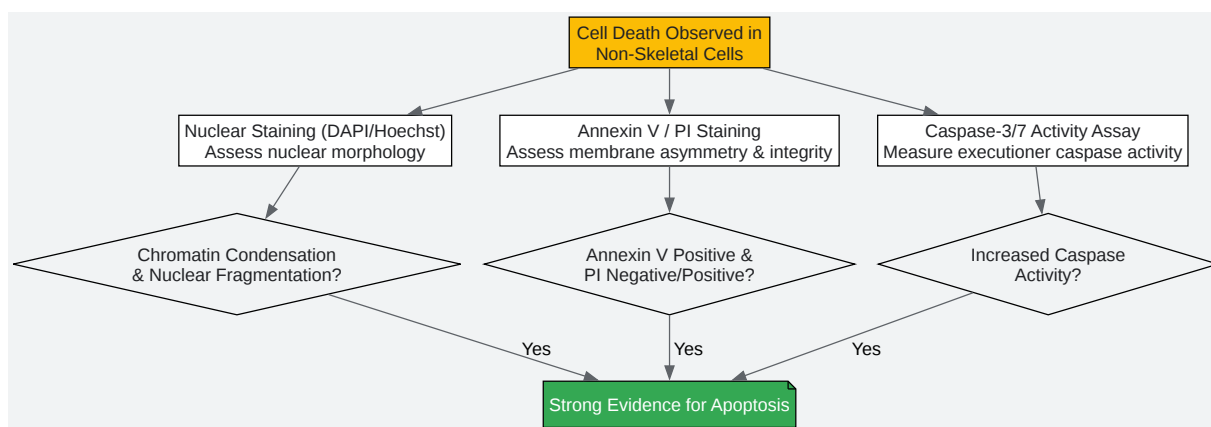 Cell Death Observed in
Non-Skeletal Cells
Nuclear Staining (DAPI/Hoechst)
Assess nuclear morphology
Annexin V / PI Staining
Assess membrane asymmetry & integrity
Caspase-3/7 Activity Assay
Measure executioner caspase activity
Chromatin Condensation
& Nuclear Fragmentation?
Annexin V Positive &
PI Negative/Positive?
Increased Caspase
Activity?
Yes
Yes
Yes
Strong Evidence for Apoptosis